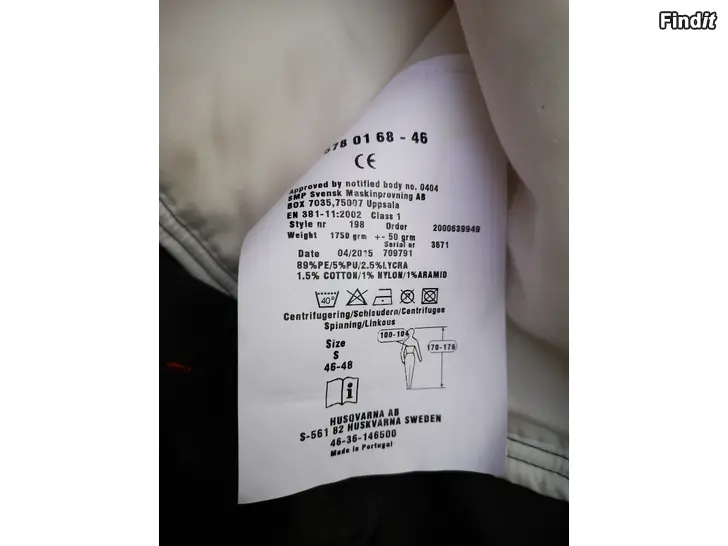 Findit
578 01 68 - 46
CE
Approved by notified body no. 0404
SMP Svensk Maskinprovning AB
BOX 7035,75007 Uppsala
EN 381-11:2002 Class 1
Style nr 198 Order 2000639949
Weight 1750 grm +- 50 grm
Serial nr 3671
Date 04/2015 709791
89%PE/5%PU/2.5%LYCRA
1.5% COTTON/1% NYLON/1%ARAMID
40°
Centrifugering/Schleudern/Centrifugee
Spinning/Linkous
Size
S
46-48
100-104
170-176
i
HUSQVARNA AB
S-561 82 HUSKVARNA SWEDEN
46-36-146500
Made in Portugal